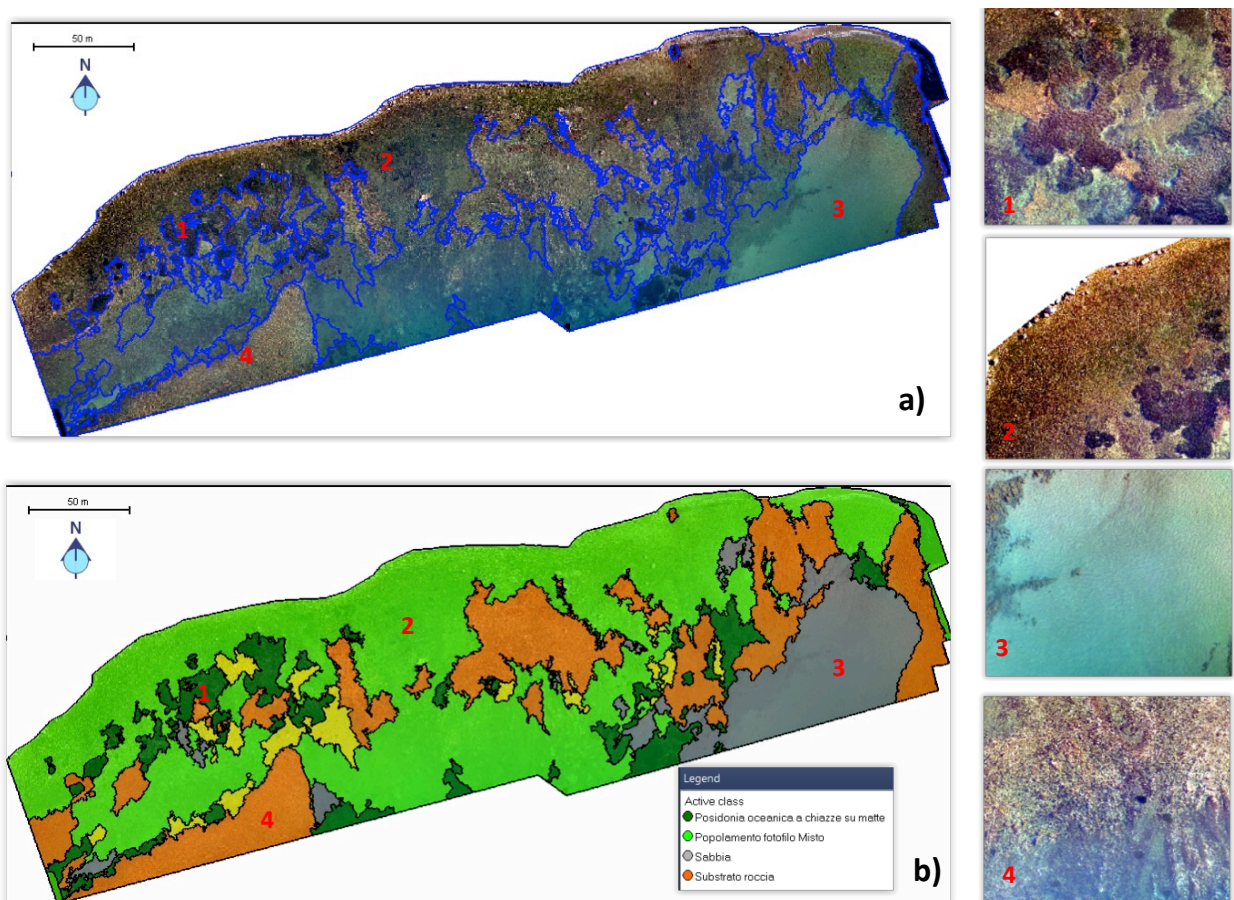 50 m
N
1
2
3
4
a)
50 m
N
1
2
3
4
Legend
Active class
Posidonia oceanica a chiazze su matte
Popolamento fotofilo Misto
Sabbia
Substrato roccia
b)
1
2
3
4